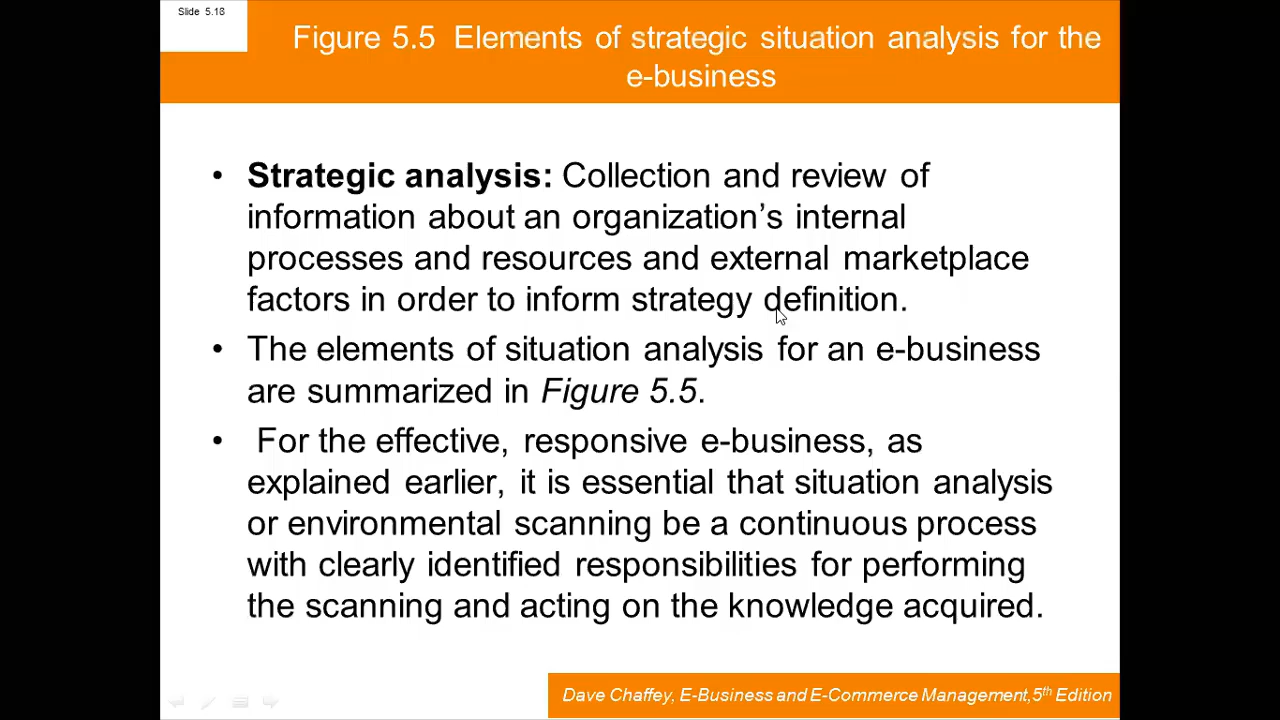 Slide 5.18
Figure 5.5 Elements of strategic situation analysis for the
e-business
• Strategic analysis: Collection and review of
information about an organization’s internal
processes and resources and external marketplace
factors in order to inform strategy definition.
• The elements of situation analysis for an e-business
are summarized in Figure 5.5.
• For the effective, responsive e-business, as
explained earlier, it is essential that situation analysis
or environmental scanning be a continuous process
with clearly identified responsibilities for performing
the scanning and acting on the knowledge acquired.
Dave Chaffey, E-Business and E-Commerce Management,5th Edition